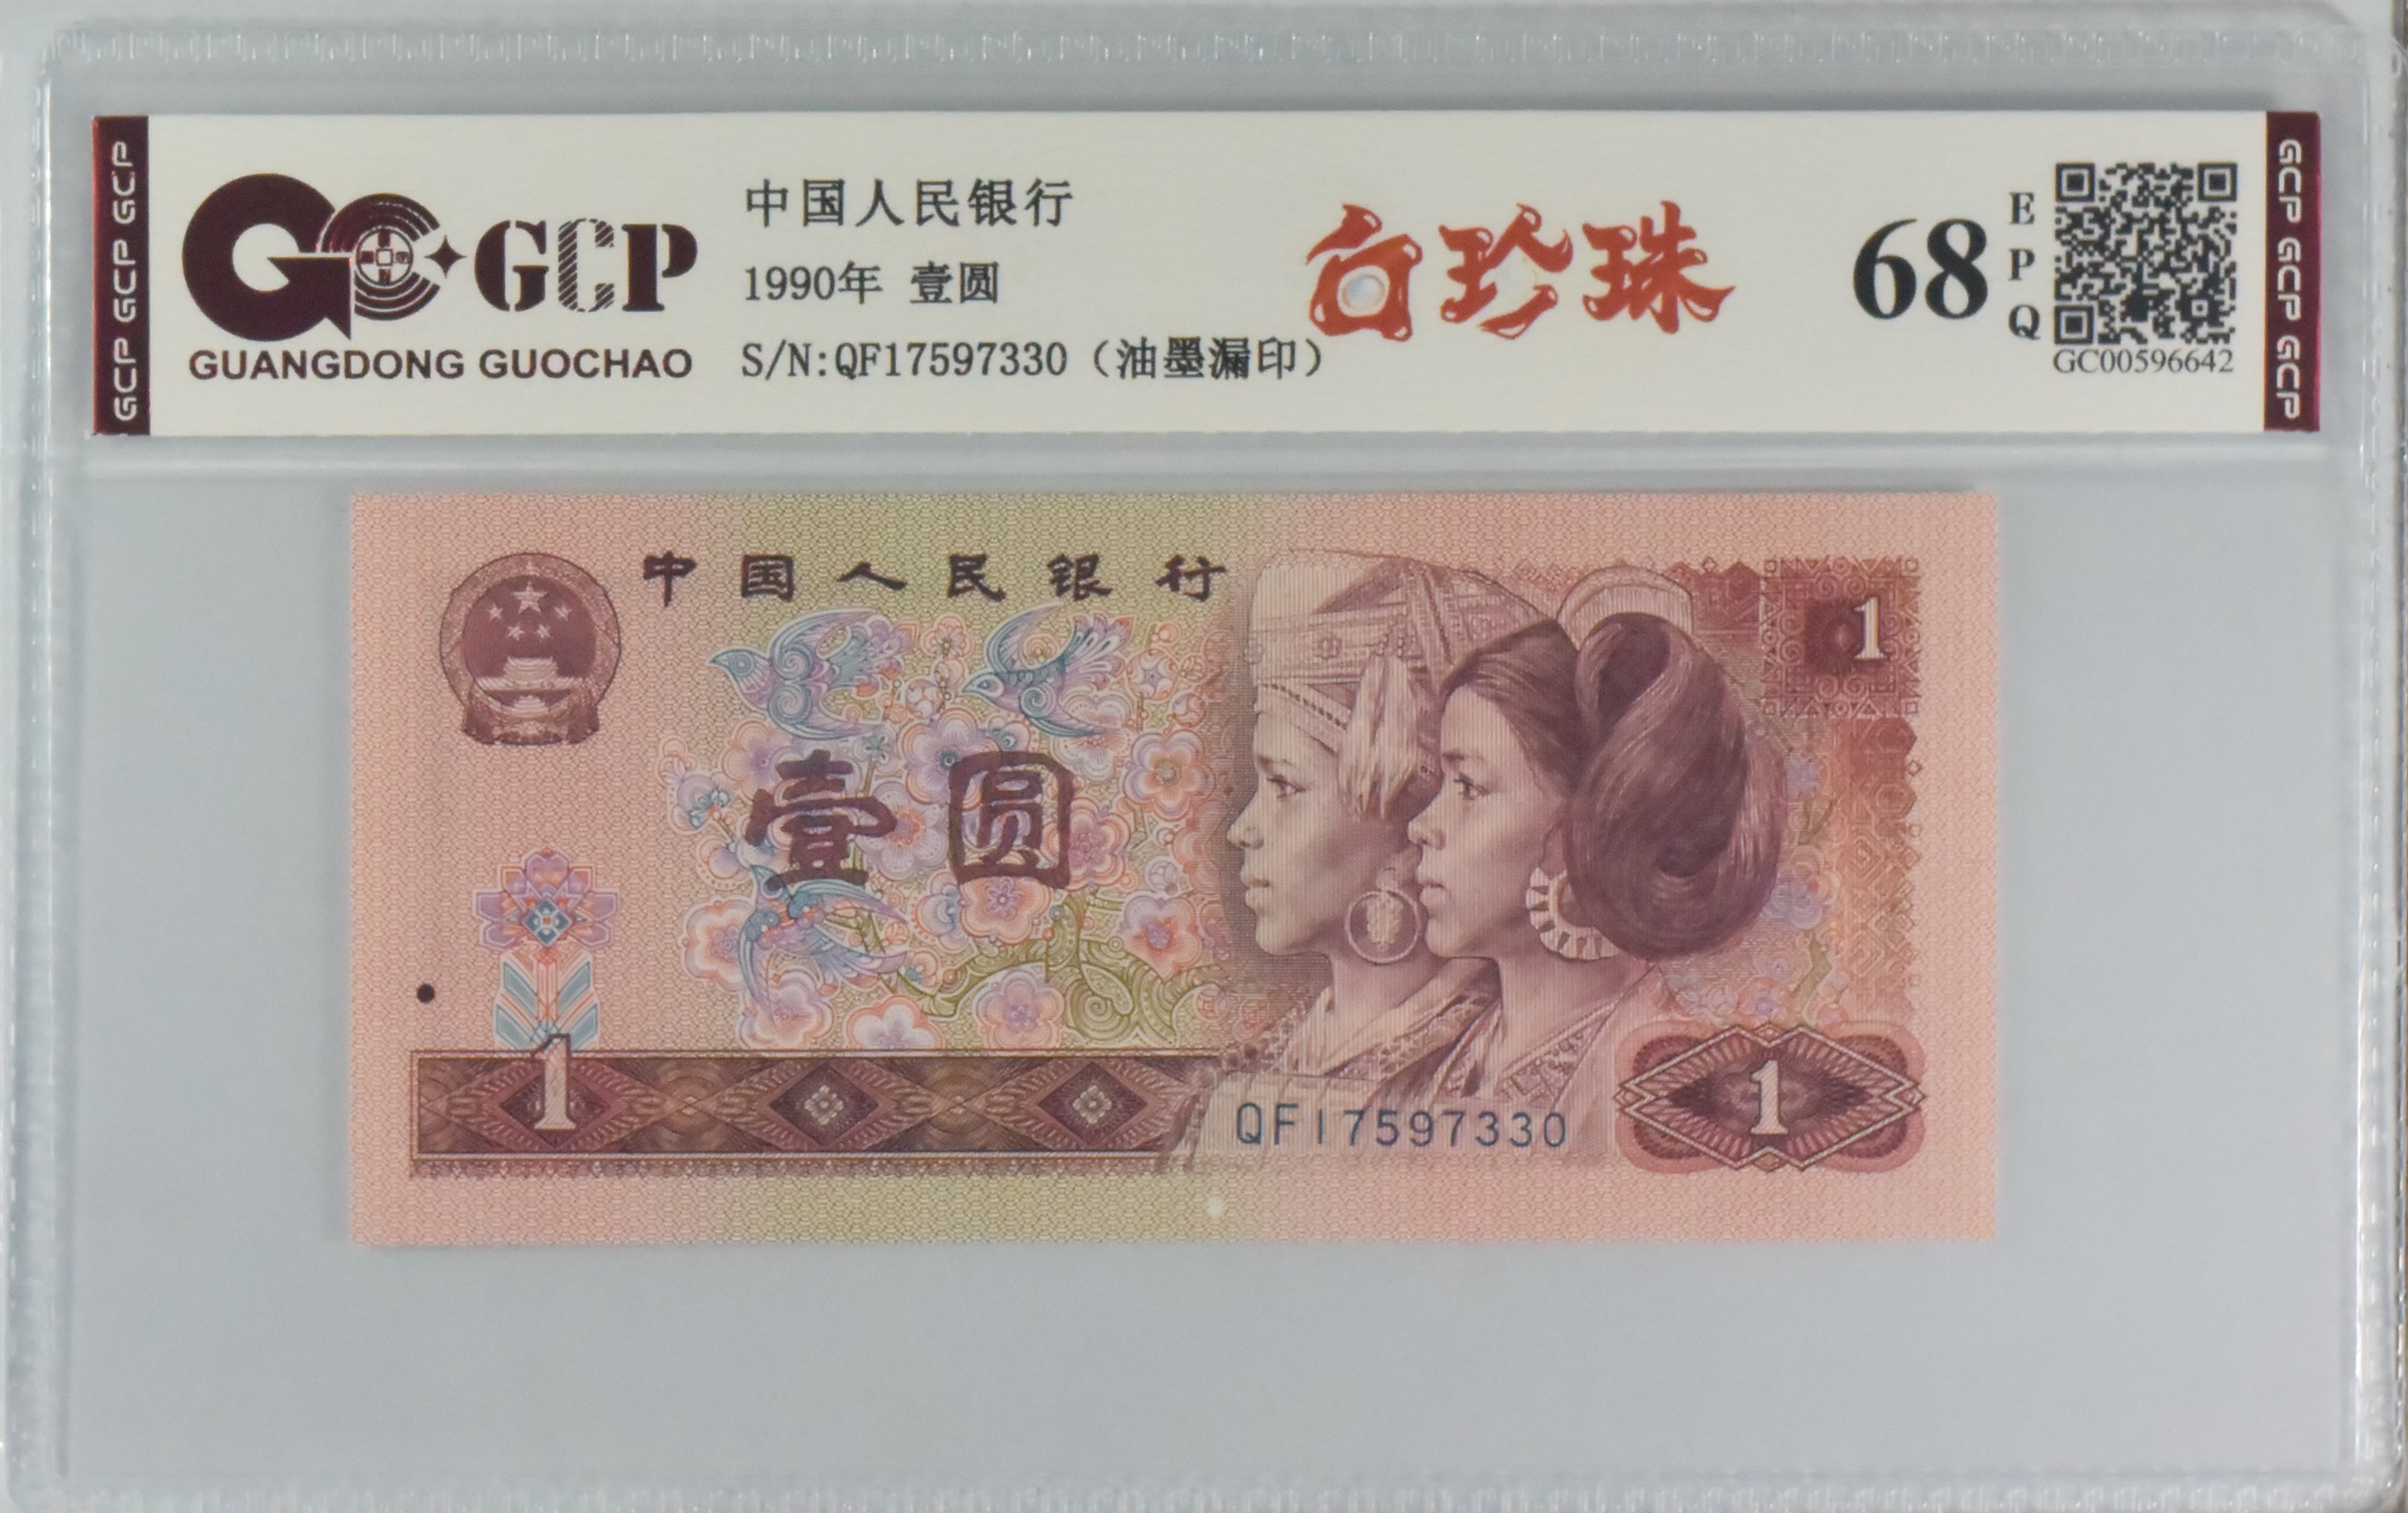 GCP GCP GCP
GCP
GUANGDONG GUOCHAO
中国人民银行
1990年 壹圆
S/N:QF17597330（油墨漏印）
白珍珠
68
EPQ
GC00596642
GCP GCP GCP
中国人民银行
1
壹圆
1
QF17597330
1